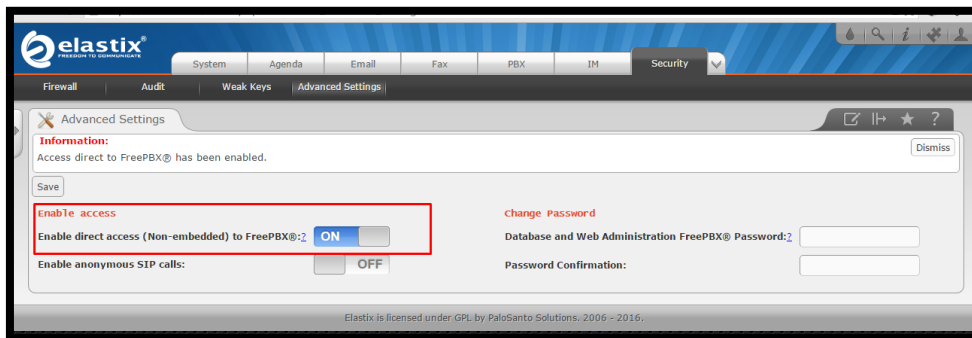 elastix®
FREEDOM TO COMMUNICATE
System Agenda Email Fax PBX IM Security
Firewall Audit Weak Keys Advanced Settings
Advanced Settings
Information:
Access direct to FreePBX® has been enabled.
Dismiss
Save
Enable access
Change Password
Enable direct access (Non-embedded) to FreePBX®:? ON
Database and Web Administration FreePBX® Password:?
Enable anonymous SIP calls: OFF
Password Confirmation:
Elastix is licensed under GPL by PaloSanto Solutions. 2006 - 2016.